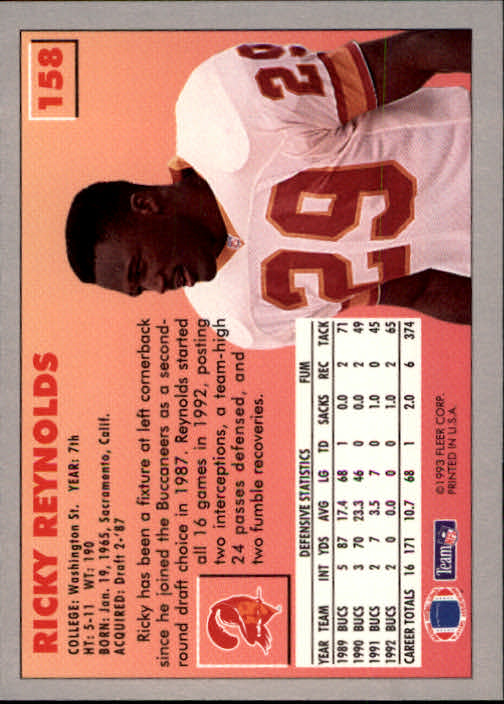 158
RICKY REYNOLDS
COLLEGE: Washington St. YEAR: 7th
HT: 5-11 WT: 190
BORN: Jan. 19, 1965, Sacramento, Calif.
ACQUIRED: Draft 2-'87
Ricky has been a fixture at left cornerback
since he joined the Buccaneers as a second-
round draft choice in 1987. Reynolds started
all 16 games in 1992, posting
two interceptions, a team-high
24 passes defensed, and
two fumble recoveries.
29
29
DEFENSIVE STATISTICS FUM
YEAR TEAM INT YDS AVG LG TD SACKS REC TACK
1989 BUCS 5 87 17.4 68 1 0.0 2 71
1990 BUCS 3 70 23.3 46 0 0.0 2 49
1991 BUCS 2 7 3.5 7 0 1.0 0 45
1992 BUCS 2 0 0.0 0 0 1.0 2 65
CAREER TOTALS 16 171 10.7 68 1 2.0 6 374
Team NFL
©1993 FLEER CORP.
PRINTED IN U.S.A.